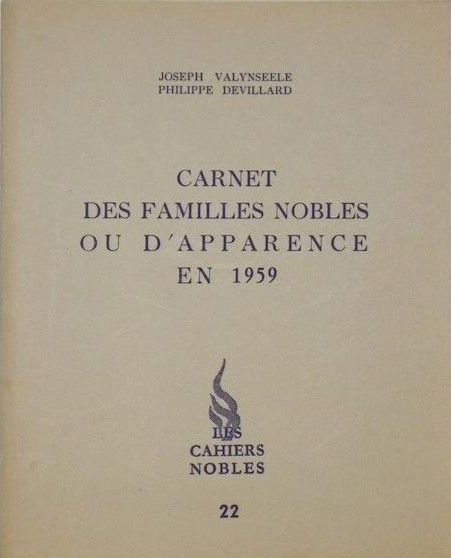 JOSEPH VALYNSEELE
PHILIPPE DEVILLARD
CARNET
DES FAMILLES NOBLES
OU D'APPARENCE
EN 1959
LES
CAHIERS
NOBLES
22